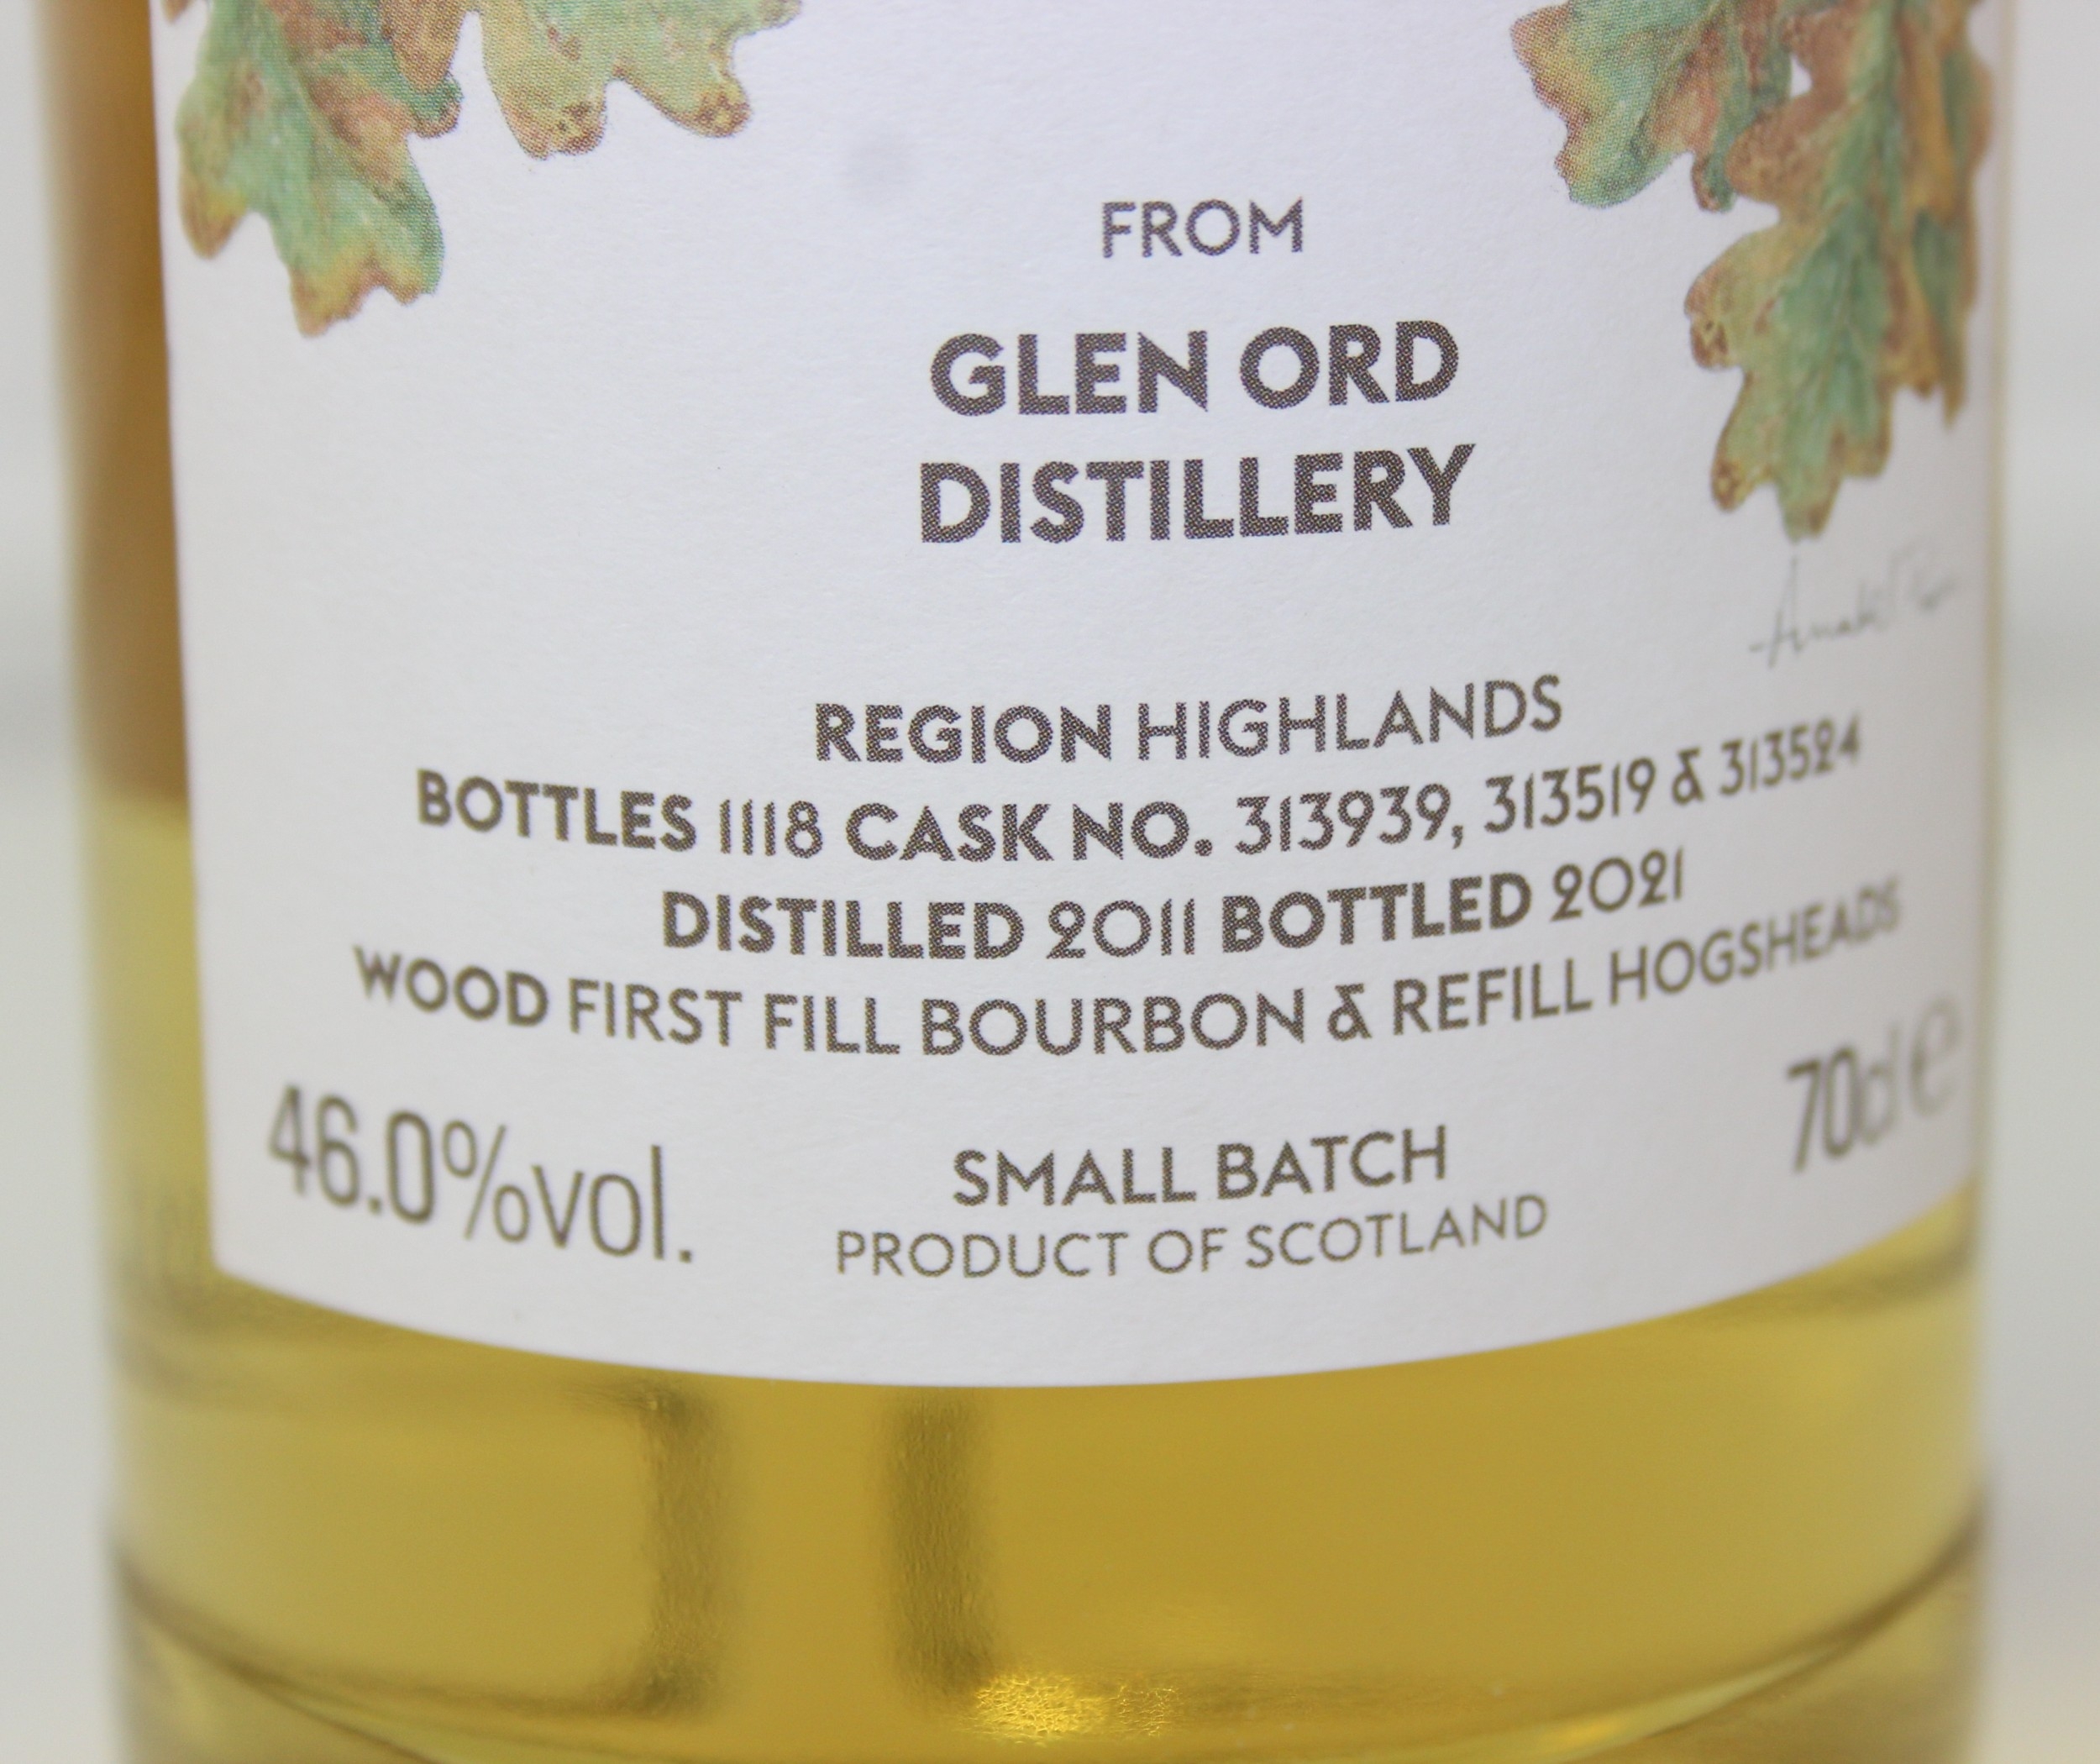 FROM
GLEN ORD
DISTILLERY
REGION HIGHLANDS
BOTTLES 1118 CASK NO. 313939, 313519 & 313524
DISTILLED 2011 BOTTLED 2021
WOOD FIRST FILL BOURBON & REFILL HOGSHEADS
46.0%vol.
70cl e
SMALL BATCH
PRODUCT OF SCOTLAND